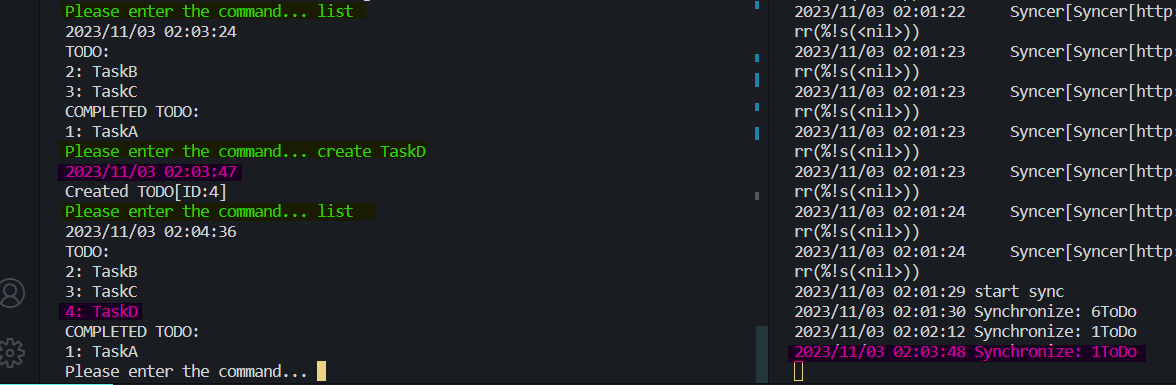 Please enter the command... list
2023/11/03 02:03:24
TODO:
2: TaskB
3: TaskC
COMPLETED TODO:
1: TaskA
Please enter the command... create TaskD
2023/11/03 02:03:47
Created TODO[ID:4]
Please enter the command... list
2023/11/03 02:04:36
TODO:
2: TaskB
3: TaskC
4: TaskD
COMPLETED TODO:
1: TaskA
Please enter the command...
2023/11/03 02:01:22 Syncer[Syncer[http
rr(%!s(<nil>))
2023/11/03 02:01:23 Syncer[Syncer[http
rr(%!s(<nil>))
2023/11/03 02:01:23 Syncer[Syncer[http
rr(%!s(<nil>))
2023/11/03 02:01:23 Syncer[Syncer[http
rr(%!s(<nil>))
2023/11/03 02:01:23 Syncer[Syncer[http
rr(%!s(<nil>))
2023/11/03 02:01:24 Syncer[Syncer[http
rr(%!s(<nil>))
2023/11/03 02:01:24 Syncer[Syncer[http
rr(%!s(<nil>))
2023/11/03 02:01:29 start sync
2023/11/03 02:01:30 Synchronize: 6ToDo
2023/11/03 02:02:12 Synchronize: 1ToDo
2023/11/03 02:03:48 Synchronize: 1ToDo